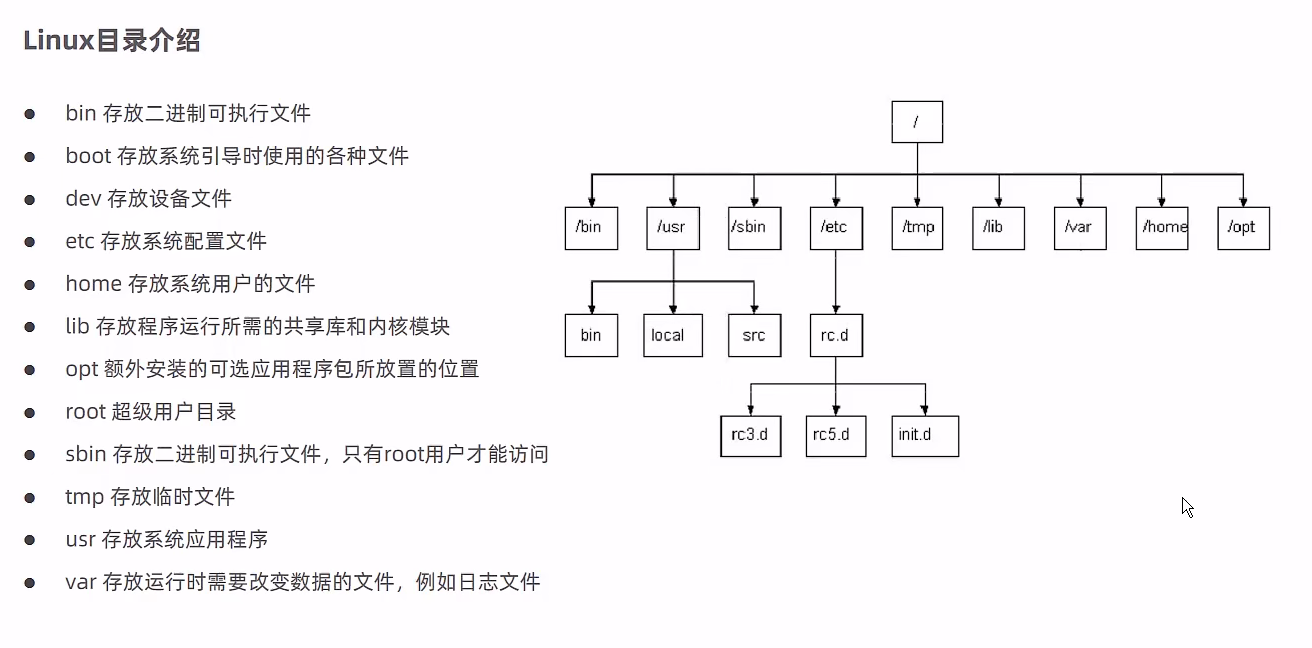 Linux目录介绍
● bin 存放二进制可执行文件
● boot 存放系统引导时使用的各种文件
● dev 存放设备文件
● etc 存放系统配置文件
● home 存放系统用户的文件
● lib 存放程序运行所需的共享库和内核模块
● opt 额外安装的可选应用程序包所放置的位置
● root 超级用户目录
● sbin 存放二进制可执行文件，只有root用户才能访问
● tmp 存放临时文件
● usr 存放系统应用程序
● var 存放运行时需要改变数据的文件，例如日志文件
/
/bin /usr /sbin /etc /tmp /lib /var /home /opt
bin local src rc.d
rc3.d rc5.d init.d